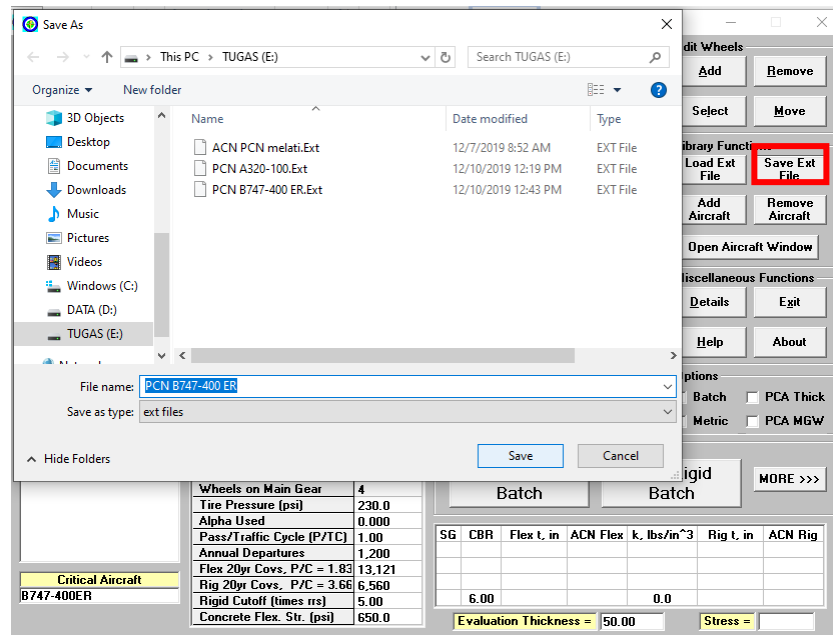 Save As
This PC > TUGAS (E:)
Search TUGAS (E:)
Organize
New folder
Name
Date modified
Type
3D Objects
Desktop
Documents
Downloads
Music
Pictures
Videos
Windows (C:)
DATA (D:)
TUGAS (E:)
ACN PCN melati.Ext 12/7/2019 8:52 AM EXT File
PCN A320-100.Ext 12/10/2019 12:19 PM EXT File
PCN B747-400 ER.Ext 12/10/2019 12:43 PM EXT File
File name: PCN B747-400 ER
Save as type: ext files
Hide Folders
Save
Cancel
dit Wheels
Add
Remove
Select
Move
ibrary Functi
Load Ext File
Save Ext File
Add Aircraft
Remove Aircraft
Open Aircraft Window
iscellaneous Functions
Details
Exit
Help
About
ptions
Batch
PCA Thick
Metric
PCA MGW
Batch
igid
Batch
MORE >>>
Wheels on Main Gear 4
Tire Pressure (psi) 230.0
Alpha Used 0.000
Pass/Traffic Cycle (P/TC) 1.00
Annual Departures 1,200
Flex 20yr Covs, P/C = 1.83 13,121
Rig 20yr Covs, P/C = 3.66 6,560
Rigid Cutoff (times rrs) 5.00
Concrete Flex. Str. (psi) 650.0
Critical Aircraft
B747-400ER
SG CBR Flex t, in ACN Flex k, lbs/in^3 Rig t, in ACN Rig
6.00 0.0
Evaluation Thickness = 50.00 Stress =